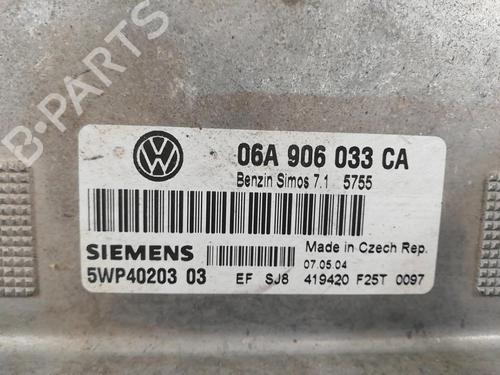 B-PARTS
06A 906 033 CA
Benzin Simos 7.1 5755
SIEMENS
Made in Czech Rep.
07.05.04
5WP40203 03
EF SJ8 419420 F25T 0097
B-PARTS